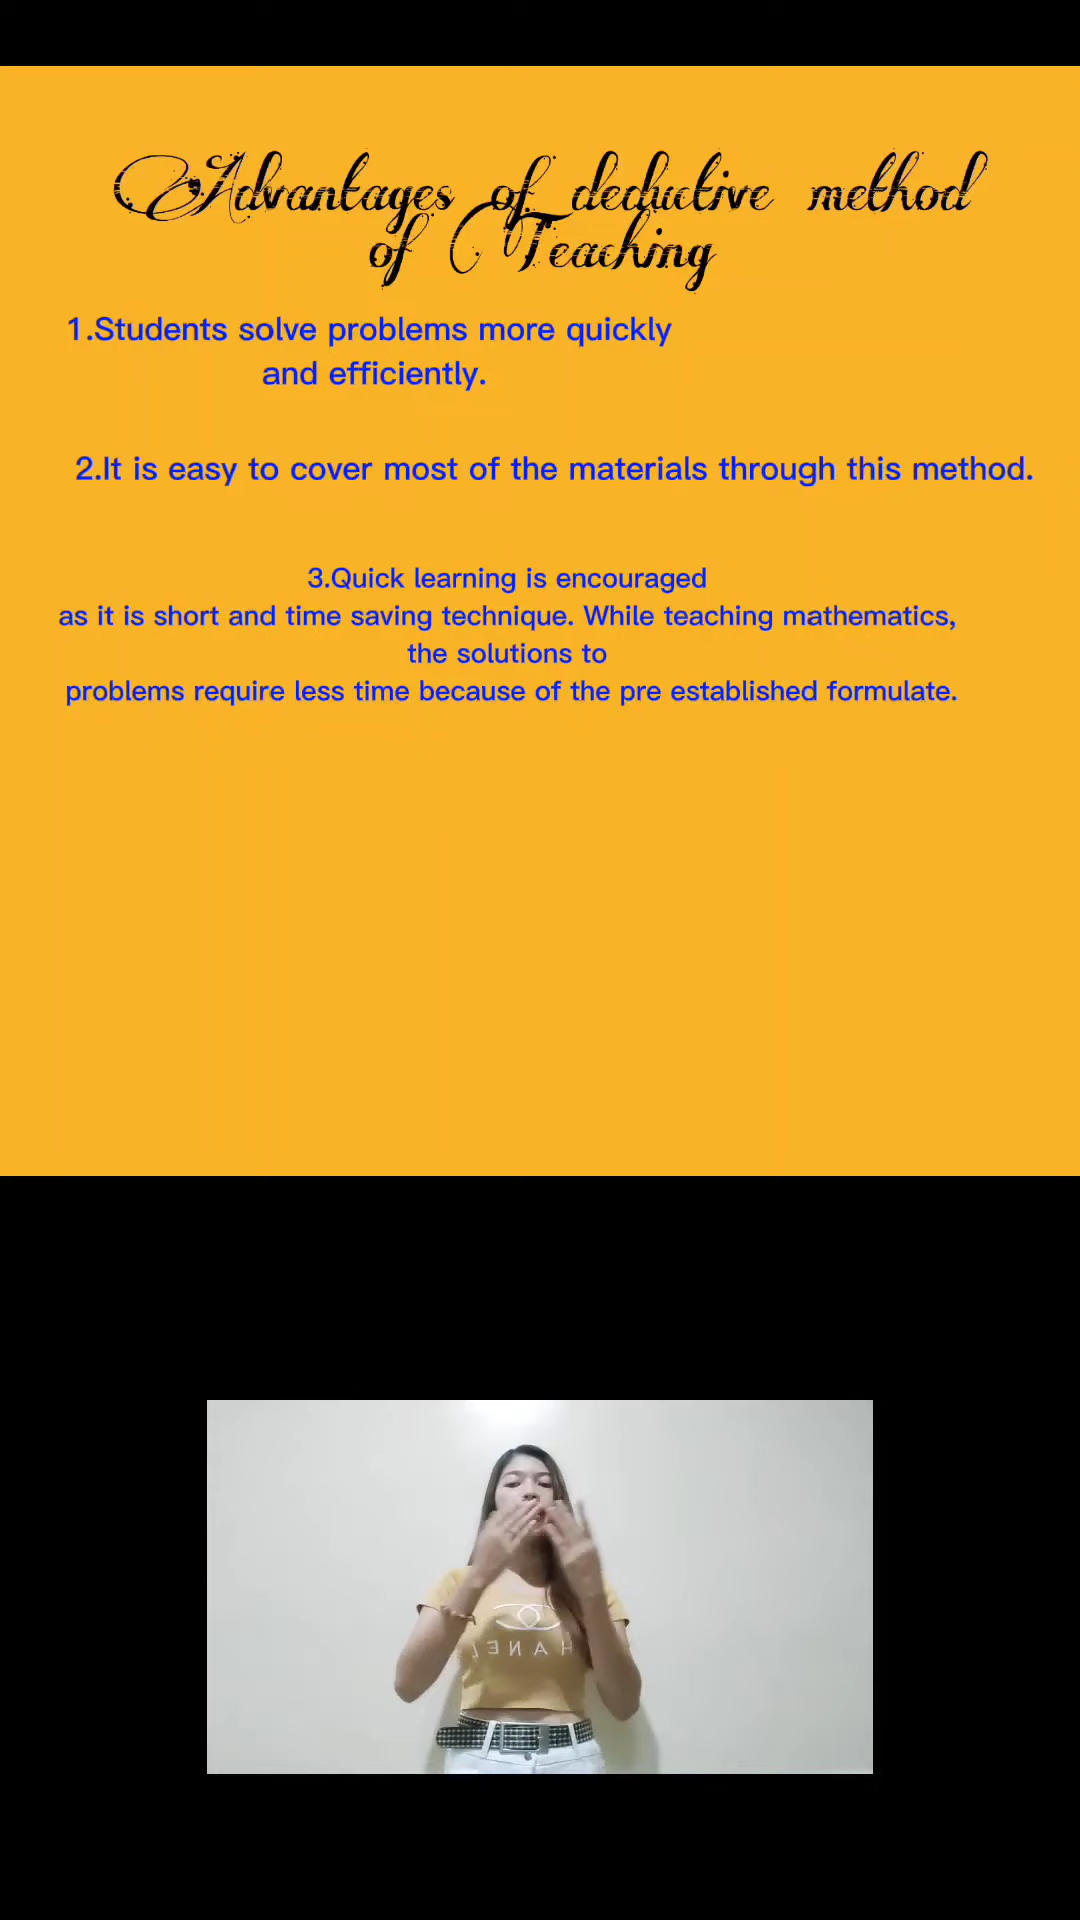 Advantages of deductive method
of Teaching
1.Students solve problems more quickly
and efficiently.
2.It is easy to cover most of the materials through this method.
3.Quick learning is encouraged
as it is short and time saving technique. While teaching mathematics,
the solutions to
problems require less time because of the pre established formulate.
HANE